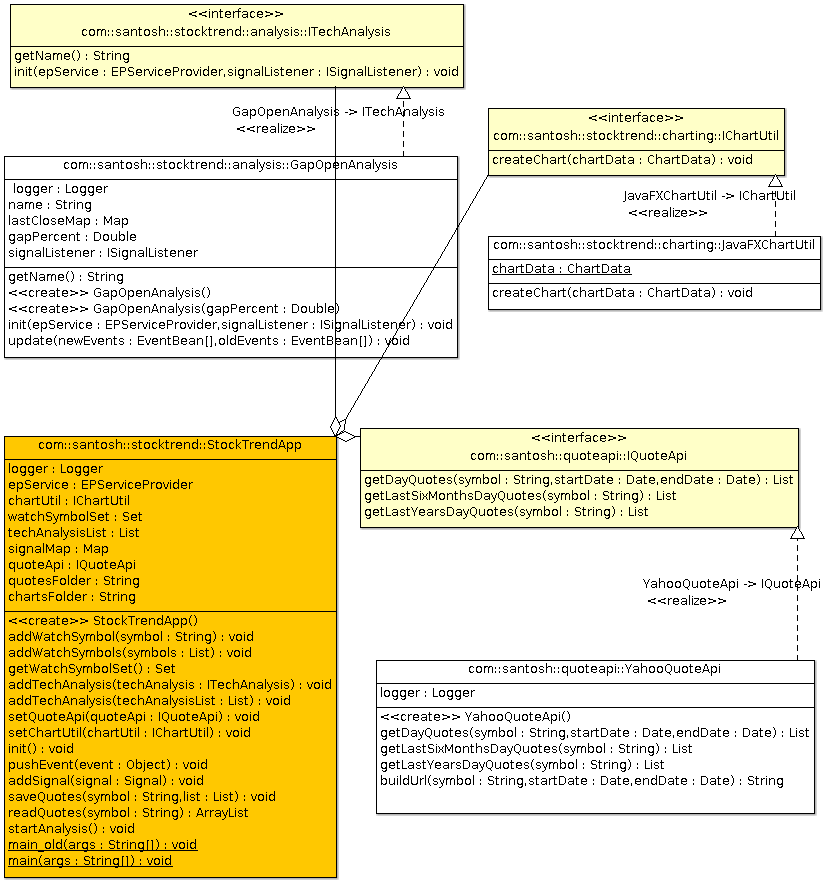 <<interface>>
com::santosh::stocktrend::analysis::ITechAnalysis
getName() : String
init(epService : EPServiceProvider,signalListener : ISignalListener) : void
GapOpenAnalysis -> ITechAnalysis
<<realize>>
com::santosh::stocktrend::analysis::GapOpenAnalysis
logger : Logger
name : String
lastCloseMap : Map
gapPercent : Double
signalListener : ISignalListener
getName() : String
<<create>> GapOpenAnalysis()
<<create>> GapOpenAnalysis(gapPercent : Double)
init(epService : EPServiceProvider,signalListener : ISignalListener) : void
update(newEvents : EventBean[],oldEvents : EventBean[]) : void
<<interface>>
com::santosh::stocktrend::charting::IChartUtil
createChart(chartData : ChartData) : void
JavaFXChartUtil -> IChartUtil
<<realize>>
com::santosh::stocktrend::charting::JavaFXChartUtil
chartData : ChartData
createChart(chartData : ChartData) : void
com::santosh::stocktrend::StockTrendApp
logger : Logger
epService : EPServiceProvider
chartUtil : IChartUtil
watchSymbolSet : Set
techAnalysisList : List
signalMap : Map
quoteApi : IQuoteApi
quotesFolder : String
chartsFolder : String
<<create>> StockTrendApp()
addWatchSymbol(symbol : String) : void
addWatchSymbols(symbols : List) : void
getWatchSymbolSet() : Set
addTechAnalysis(techAnalysis : ITechAnalysis) : void
addTechAnalysis(techAnalysisList : List) : void
setQuoteApi(quoteApi : IQuoteApi) : void
setChartUtil(chartUtil : IChartUtil) : void
init() : void
pushEvent(event : Object) : void
addSignal(signal : Signal) : void
saveQuotes(symbol : String,list : List) : void
readQuotes(symbol : String) : ArrayList
startAnalysis() : void
main_old(args : String[]) : void
main(args : String[]) : void
<<interface>>
com::santosh::quoteapi::IQuoteApi
getDayQuotes(symbol : String,startDate : Date,endDate : Date) : List
getLastSixMonthsDayQuotes(symbol : String) : List
getLastYearsDayQuotes(symbol : String) : List
YahooQuoteApi -> IQuoteApi
<<realize>>
com::santosh::quoteapi::YahooQuoteApi
logger : Logger
<<create>> YahooQuoteApi()
getDayQuotes(symbol : String,startDate : Date,endDate : Date) : List
getLastSixMonthsDayQuotes(symbol : String) : List
getLastYearsDayQuotes(symbol : String) : List
buildUrl(symbol : String,startDate : Date,endDate : Date) : String